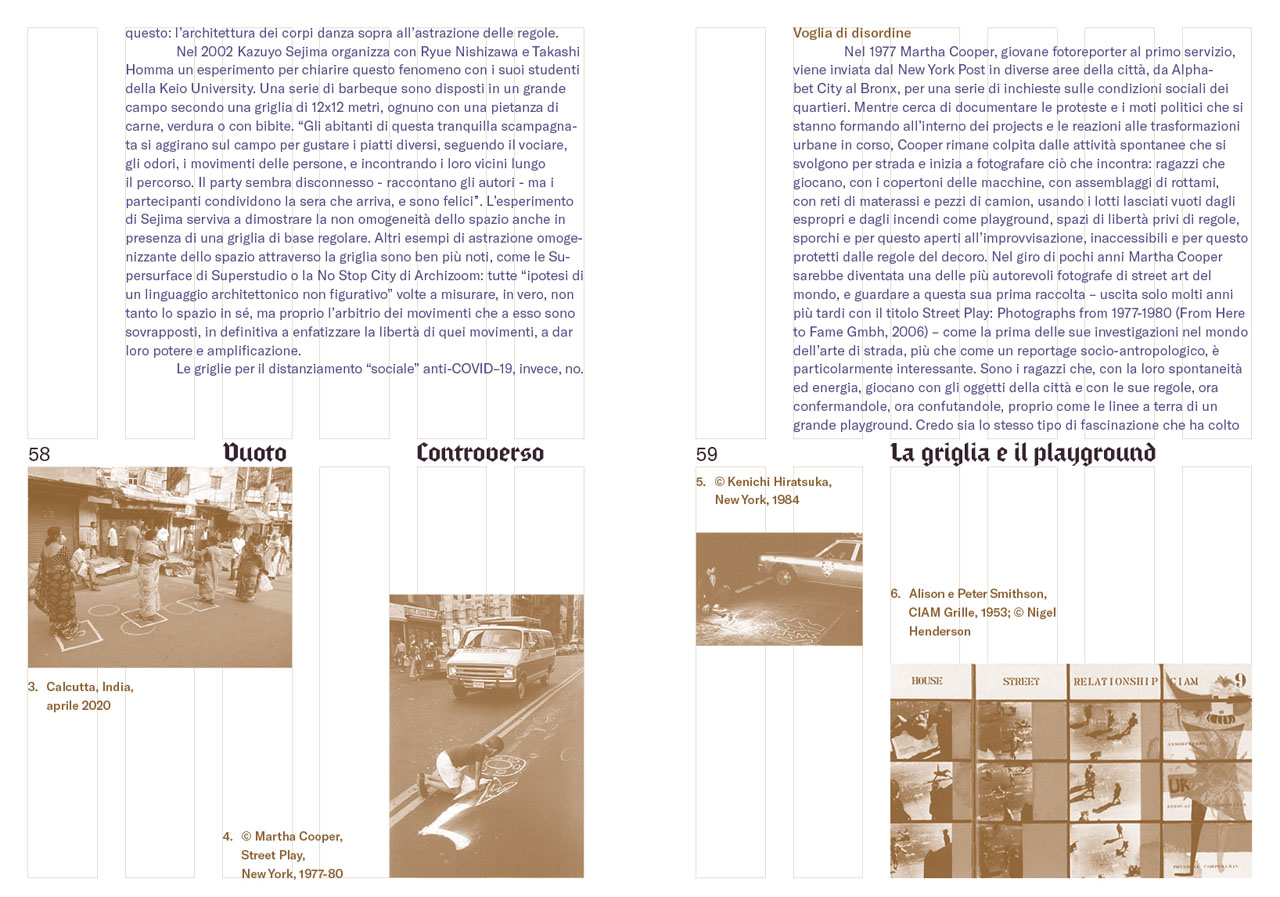 questo: l’architettura dei corpi danza sopra all’astrazione delle regole.
Nel 2002 Kazuyo Sejima organizza con Ryue Nishizawa e Takashi
Homma un esperimento per chiarire questo fenomeno con i suoi studenti
della Keio University. Una serie di barbeque sono disposti in un grande
campo secondo una griglia di 12x12 metri, ognuno con una pietanza di
carne, verdura o con bibite. “Gli abitanti di questa tranquilla scampagna-
ta si aggirano sul campo per gustare i piatti diversi, seguendo il vociare,
gli odori, i movimenti delle persone, e incontrando i loro vicini lungo
il percorso. Il party sembra disconnesso - raccontano gli autori - ma i
partecipanti condividono la sera che arriva, e sono felici”. L’esperimento
di Sejima serviva a dimostrare la non omogeneità dello spazio anche in
presenza di una griglia di base regolare. Altri esempi di astrazione omoge-
nizzante dello spazio attraverso la griglia sono ben più noti, come le Su-
persurface di Superstudio o la No Stop City di Archizoom: tutte “ipotesi di
un linguaggio architettonico non figurativo” volte a misurare, in vero, non
tanto lo spazio in sé, ma proprio l’arbitrio dei movimenti che a esso sono
sovrapposti, in definitiva a enfatizzare la libertà di quei movimenti, a dar
loro potere e amplificazione.
Le griglie per il distanziamento “sociale” anti-COVID–19, invece, no.
58
Vuoto
Controverso
3. Calcutta, India,
aprile 2020
4. © Martha Cooper,
Street Play,
New York, 1977-80
Voglia di disordine
Nel 1977 Martha Cooper, giovane fotoreporter al primo servizio,
viene inviata dal New York Post in diverse aree della città, da Alpha-
bet City al Bronx, per una serie di inchieste sulle condizioni sociali dei
quartieri. Mentre cerca di documentare le proteste e i moti politici che si
stanno formando all’interno dei projects e le reazioni alle trasformazioni
urbane in corso, Cooper rimane colpita dalle attività spontanee che si
svolgono per strada e inizia a fotografare ciò che incontra: ragazzi che
giocano, con i copertoni delle macchine, con assemblaggi di rottami,
con reti di materassi e pezzi di camion, usando i lotti lasciati vuoti dagli
espropri e dagli incendi come playground, spazi di libertà privi di regole,
sporchi e per questo aperti all’improvvisazione, inaccessibili e per questo
protetti dalle regole del decoro. Nel giro di pochi anni Martha Cooper
sarebbe diventata una delle più autorevoli fotografe di street art del
mondo, e guardare a questa sua prima raccolta – uscita solo molti anni
più tardi con il titolo Street Play: Photographs from 1977-1980 (From Here
to Fame Gmbh, 2006) – come la prima delle sue investigazioni nel mondo
dell’arte di strada, più che come un reportage socio-antropologico, è
particolarmente interessante. Sono i ragazzi che, con la loro spontaneità
ed energia, giocano con gli oggetti della città e con le sue regole, ora
confermandole, ora confutandole, proprio come le linee a terra di un
grande playground. Credo sia lo stesso tipo di fascinazione che ha colto
59
La griglia e il playground
5. © Kenichi Hiratsuka,
New York, 1984
6. Alison e Peter Smithson,
CIAM Grille, 1953; © Nigel
Henderson
HOUSE
STREET
RELATIONSHIP
CIAM
9
UR